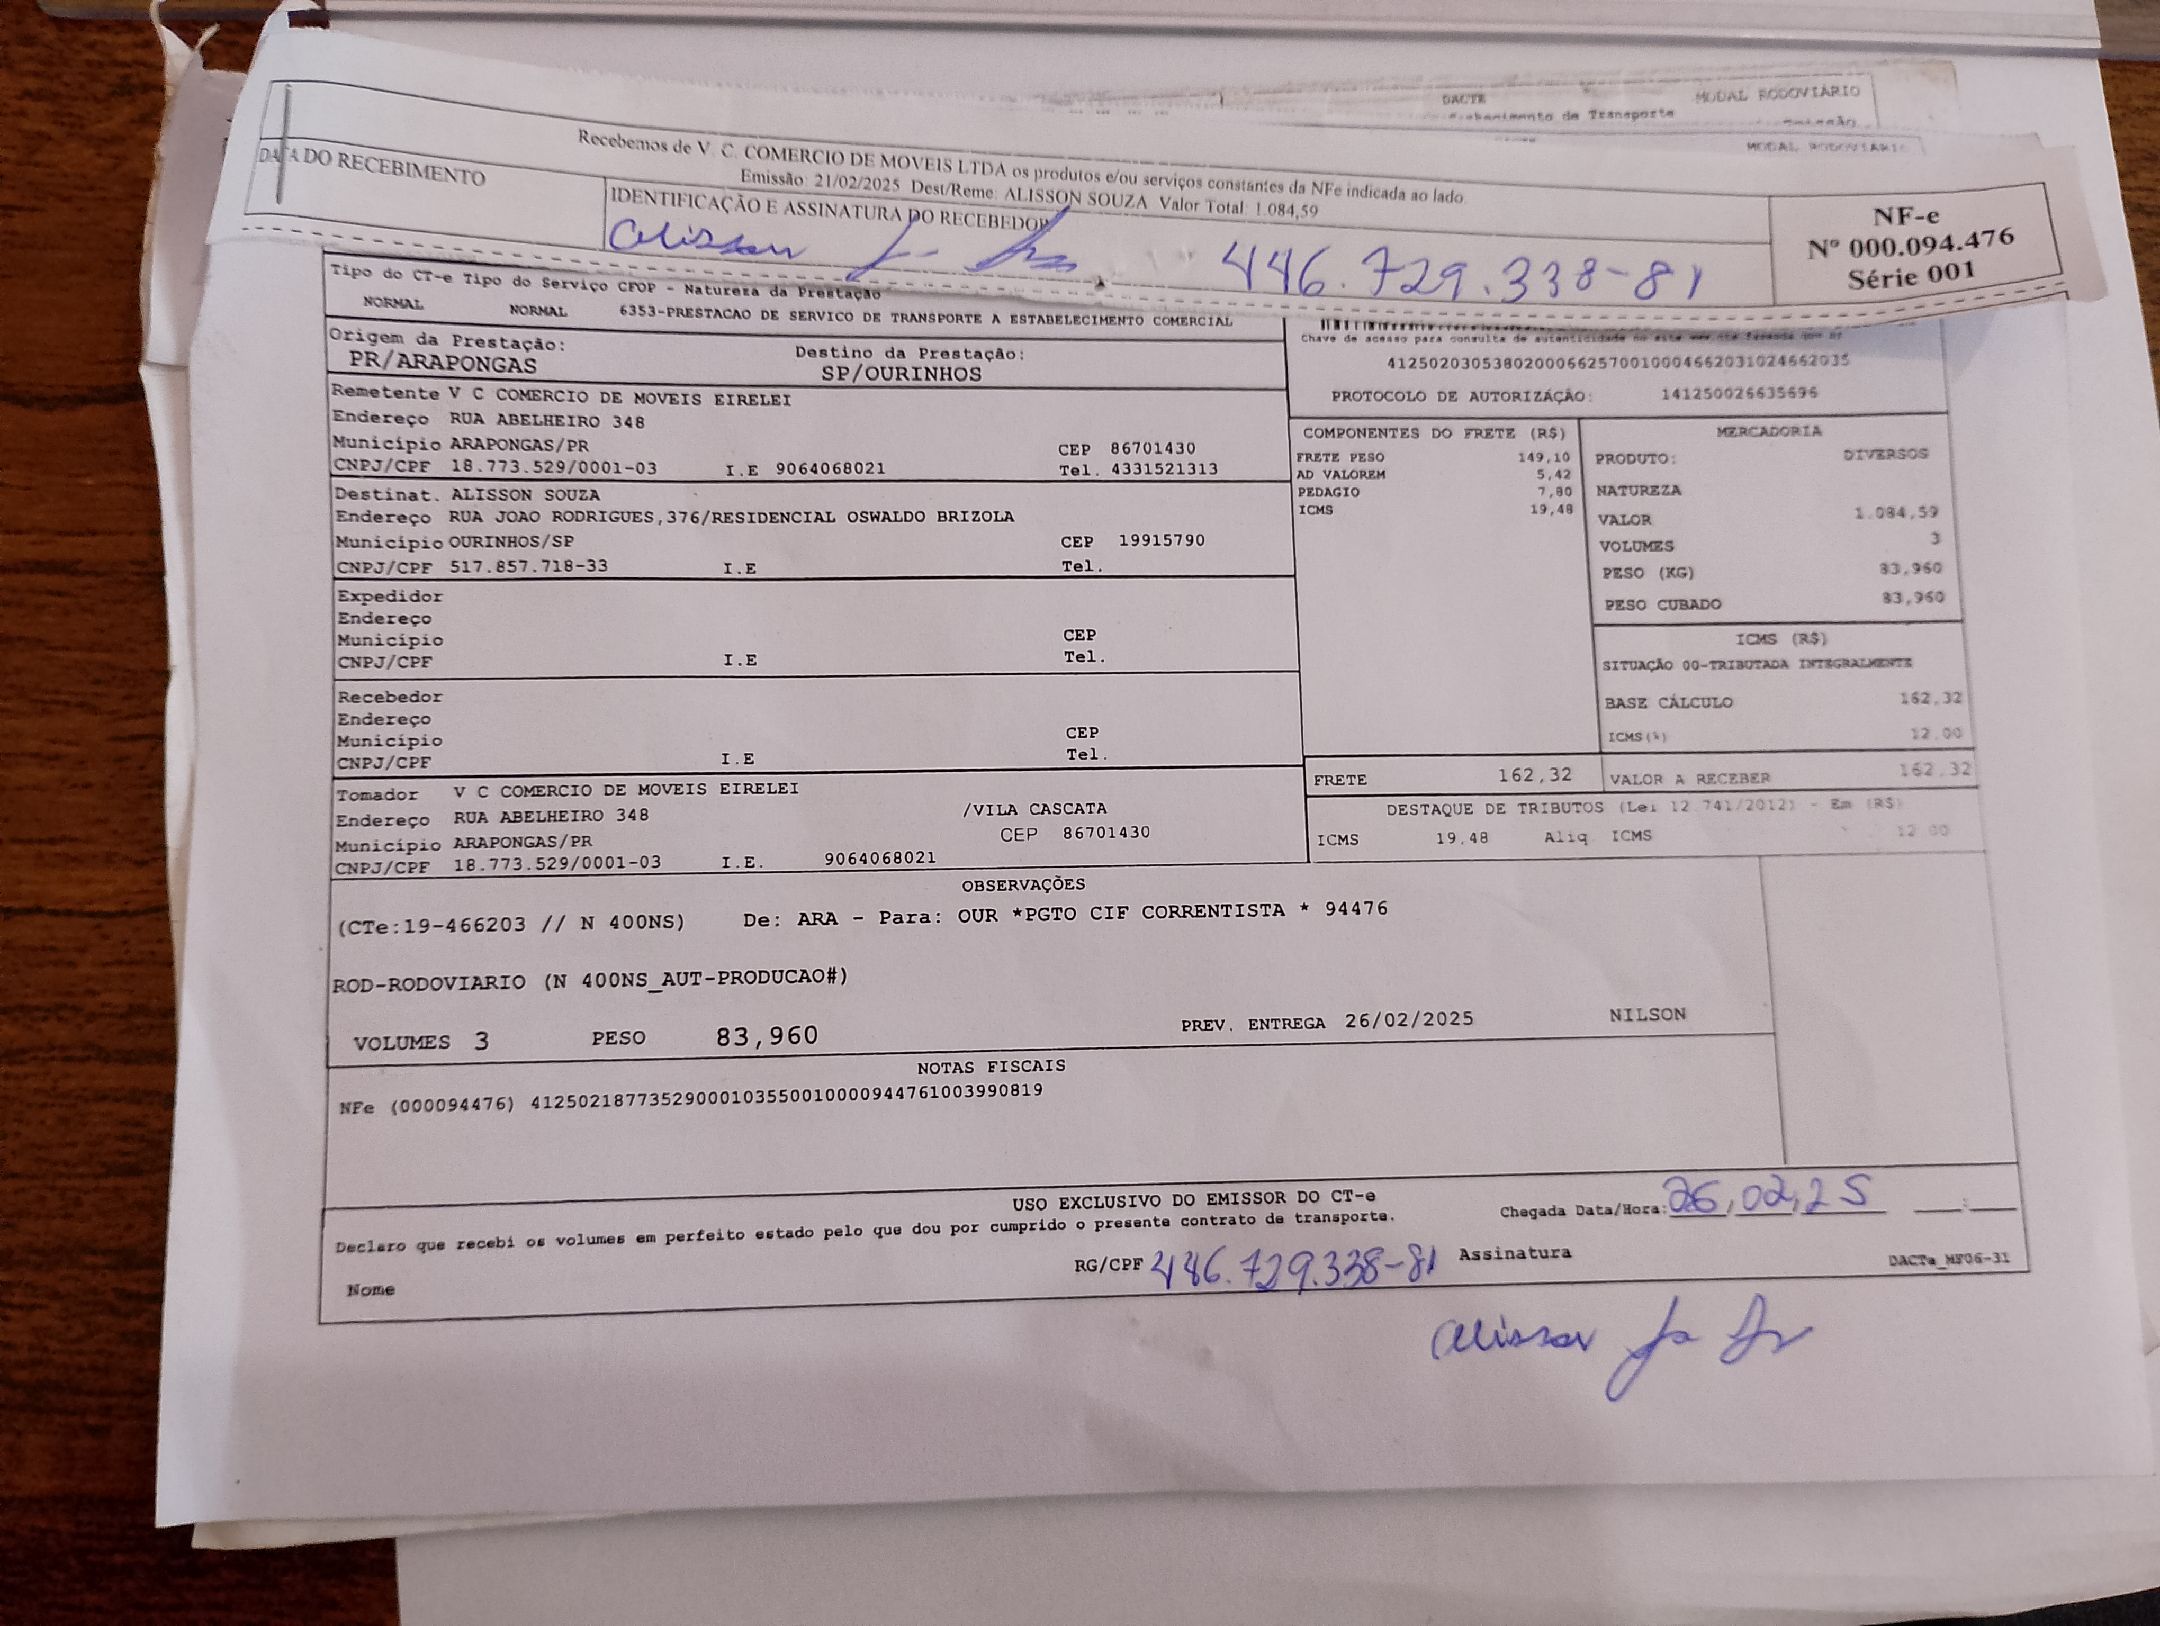 DACTE MODAL RODOVIÁRIO
de Transporte
MODAL RODOVIÁRIO
Recebemos de V. C. COMERCIO DE MOVEIS LTDA os produtos e/ou serviços constantes da NFe indicada ao lado.
Emissão: 21/02/2025 Dest/Reme: ALISSON SOUZA Valor Total: 1.084,59
DATA DO RECEBIMENTO
IDENTIFICAÇÃO E ASSINATURA DO RECEBEDOR
Alisson
446.729.338-81
NF-e
Nº 000.094.476
Série 001
Tipo do CT-e Tipo do Serviço CFOP - Natureza da Prestação
NORMAL NORMAL 6353-PRESTACAO DE SERVICO DE TRANSPORTE A ESTABELECIMENTO COMERCIAL
Chave de acesso para consulta de autenticidade no site
41250203053802000662570010004662031024662035
PROTOCOLO DE AUTORIZAÇÃO: 141250026635696
Origem da Prestação: Destino da Prestação:
PR/ARAPONGAS SP/OURINHOS
Remetente V C COMERCIO DE MOVEIS EIRELEI
Endereço RUA ABELHEIRO 348
Município ARAPONGAS/PR CEP 86701430
CNPJ/CPF 18.773.529/0001-03 I.E 9064068021 Tel. 4331521313
Destinat. ALISSON SOUZA
Endereço RUA JOAO RODRIGUES,376/RESIDENCIAL OSWALDO BRIZOLA
Município OURINHOS/SP CEP 19915790
CNPJ/CPF 517.857.718-33 I.E Tel.
Expedidor
Endereço
Município CEP
CNPJ/CPF I.E Tel.
Recebedor
Endereço
Município CEP
CNPJ/CPF I.E Tel.
Tomador V C COMERCIO DE MOVEIS EIRELEI
Endereço RUA ABELHEIRO 348 /VILA CASCATA
Município ARAPONGAS/PR CEP 86701430
CNPJ/CPF 18.773.529/0001-03 I.E. 9064068021
COMPONENTES DO FRETE (R$)
FRETE PESO 149,10
AD VALOREM 5,42
PEDAGIO 7,80
ICMS 19,48
MERCADORIA
PRODUTO: DIVERSOS
NATUREZA
VALOR 1.084,59
VOLUMES 3
PESO (KG) 83,960
PESO CUBADO 83,960
ICMS (R$)
SITUAÇÃO 00-TRIBUTADA INTEGRALMENTE
BASE CÁLCULO 162,32
ICMS(%) 12.00
FRETE 162,32 VALOR A RECEBER 162,32
DESTAQUE DE TRIBUTOS (Lei 12.741/2012) - Em (R$)
ICMS 19.48 Aliq ICMS 12.00
OBSERVAÇÕES
(CTe:19-466203 // N 400NS) De: ARA - Para: OUR *PGTO CIF CORRENTISTA * 94476
ROD-RODOVIARIO (N 400NS_AUT-PRODUCAO#)
VOLUMES 3 PESO 83,960 PREV. ENTREGA 26/02/2025 NILSON
NOTAS FISCAIS
NFe (000094476) 41250218773529000103550010000944761003990819
USO EXCLUSIVO DO EMISSOR DO CT-e
Declaro que recebi os volumes em perfeito estado pelo que dou por cumprido o presente contrato de transporte.
Chegada Data/Hora: 26,02,25 :
Nome RG/CPF 446.729.338-81 Assinatura DACTe_MF06-31
Alisson